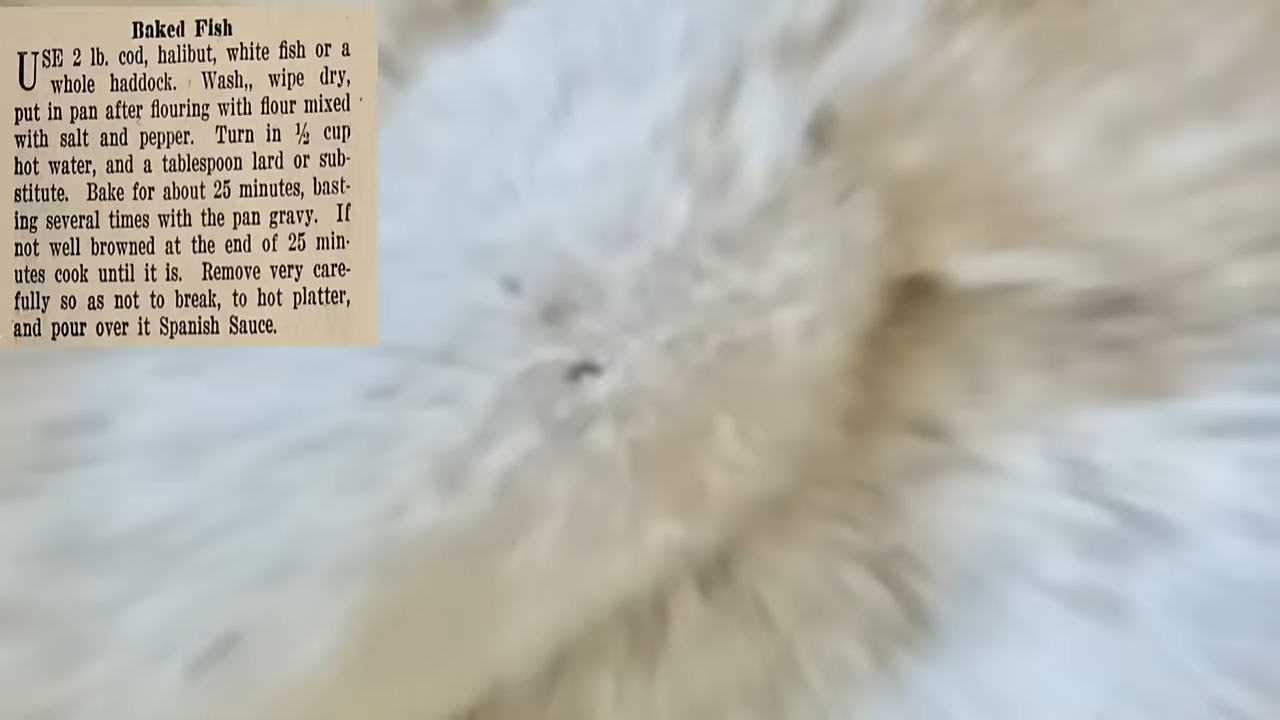 Baked Fish
USE 2 lb. cod, halibut, white fish or a
whole haddock. Wash,, wipe dry,
put in pan after flouring with flour mixed
with salt and pepper. Turn in ½ cup
hot water, and a tablespoon lard or sub-
stitute. Bake for about 25 minutes, bast-
ing several times with the pan gravy. If
not well browned at the end of 25 min-
utes cook until it is. Remove very care-
fully so as not to break, to hot platter,
and pour over it Spanish Sauce.